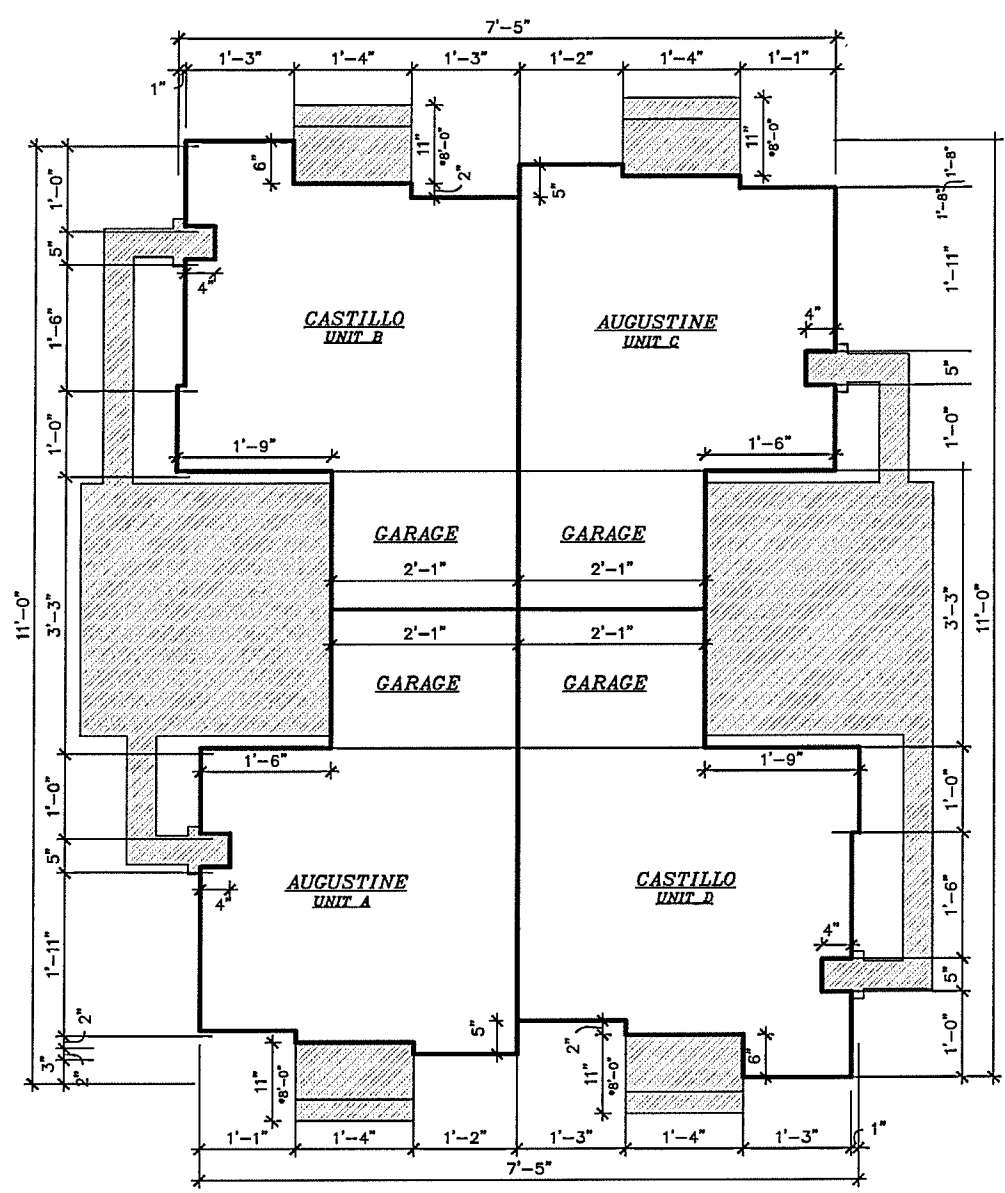 7'-5"
1'-3" 1'-4" 1'-3" 1'-2" 1'-4" 1'-1"
1"
11" *8'-0" 11" *8'-0"
6" 2" 5" 1'-8" 1'-8"
1'-0"
5"
4"
1'-11"
CASTILLO
UNIT B
AUGUSTINE
UNIT C
4"
1'-6"
5"
1'-0" 1'-0"
1'-9" 1'-6"
GARAGE GARAGE
2'-1" 2'-1"
11'-0" 3'-3" 3'-3" 11'-0"
2'-1" 2'-1"
GARAGE GARAGE
1'-6" 1'-9"
1'-0" 1'-0"
5"
4"
AUGUSTINE
UNIT A
CASTILLO
UNIT D
1'-6"
4"
1'-11"
5"
2" 5" 2" 6" 1'-0"
3" 2"
11" *8'-0" 11" *8'-0"
1'-1" 1'-4" 1'-2" 1'-3" 1'-4" 1'-3" 1"
7'-5"